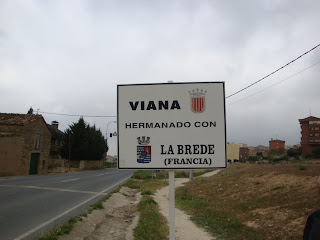 VIANA
HERMANADO CON
LA BREDE
(FRANCIA)